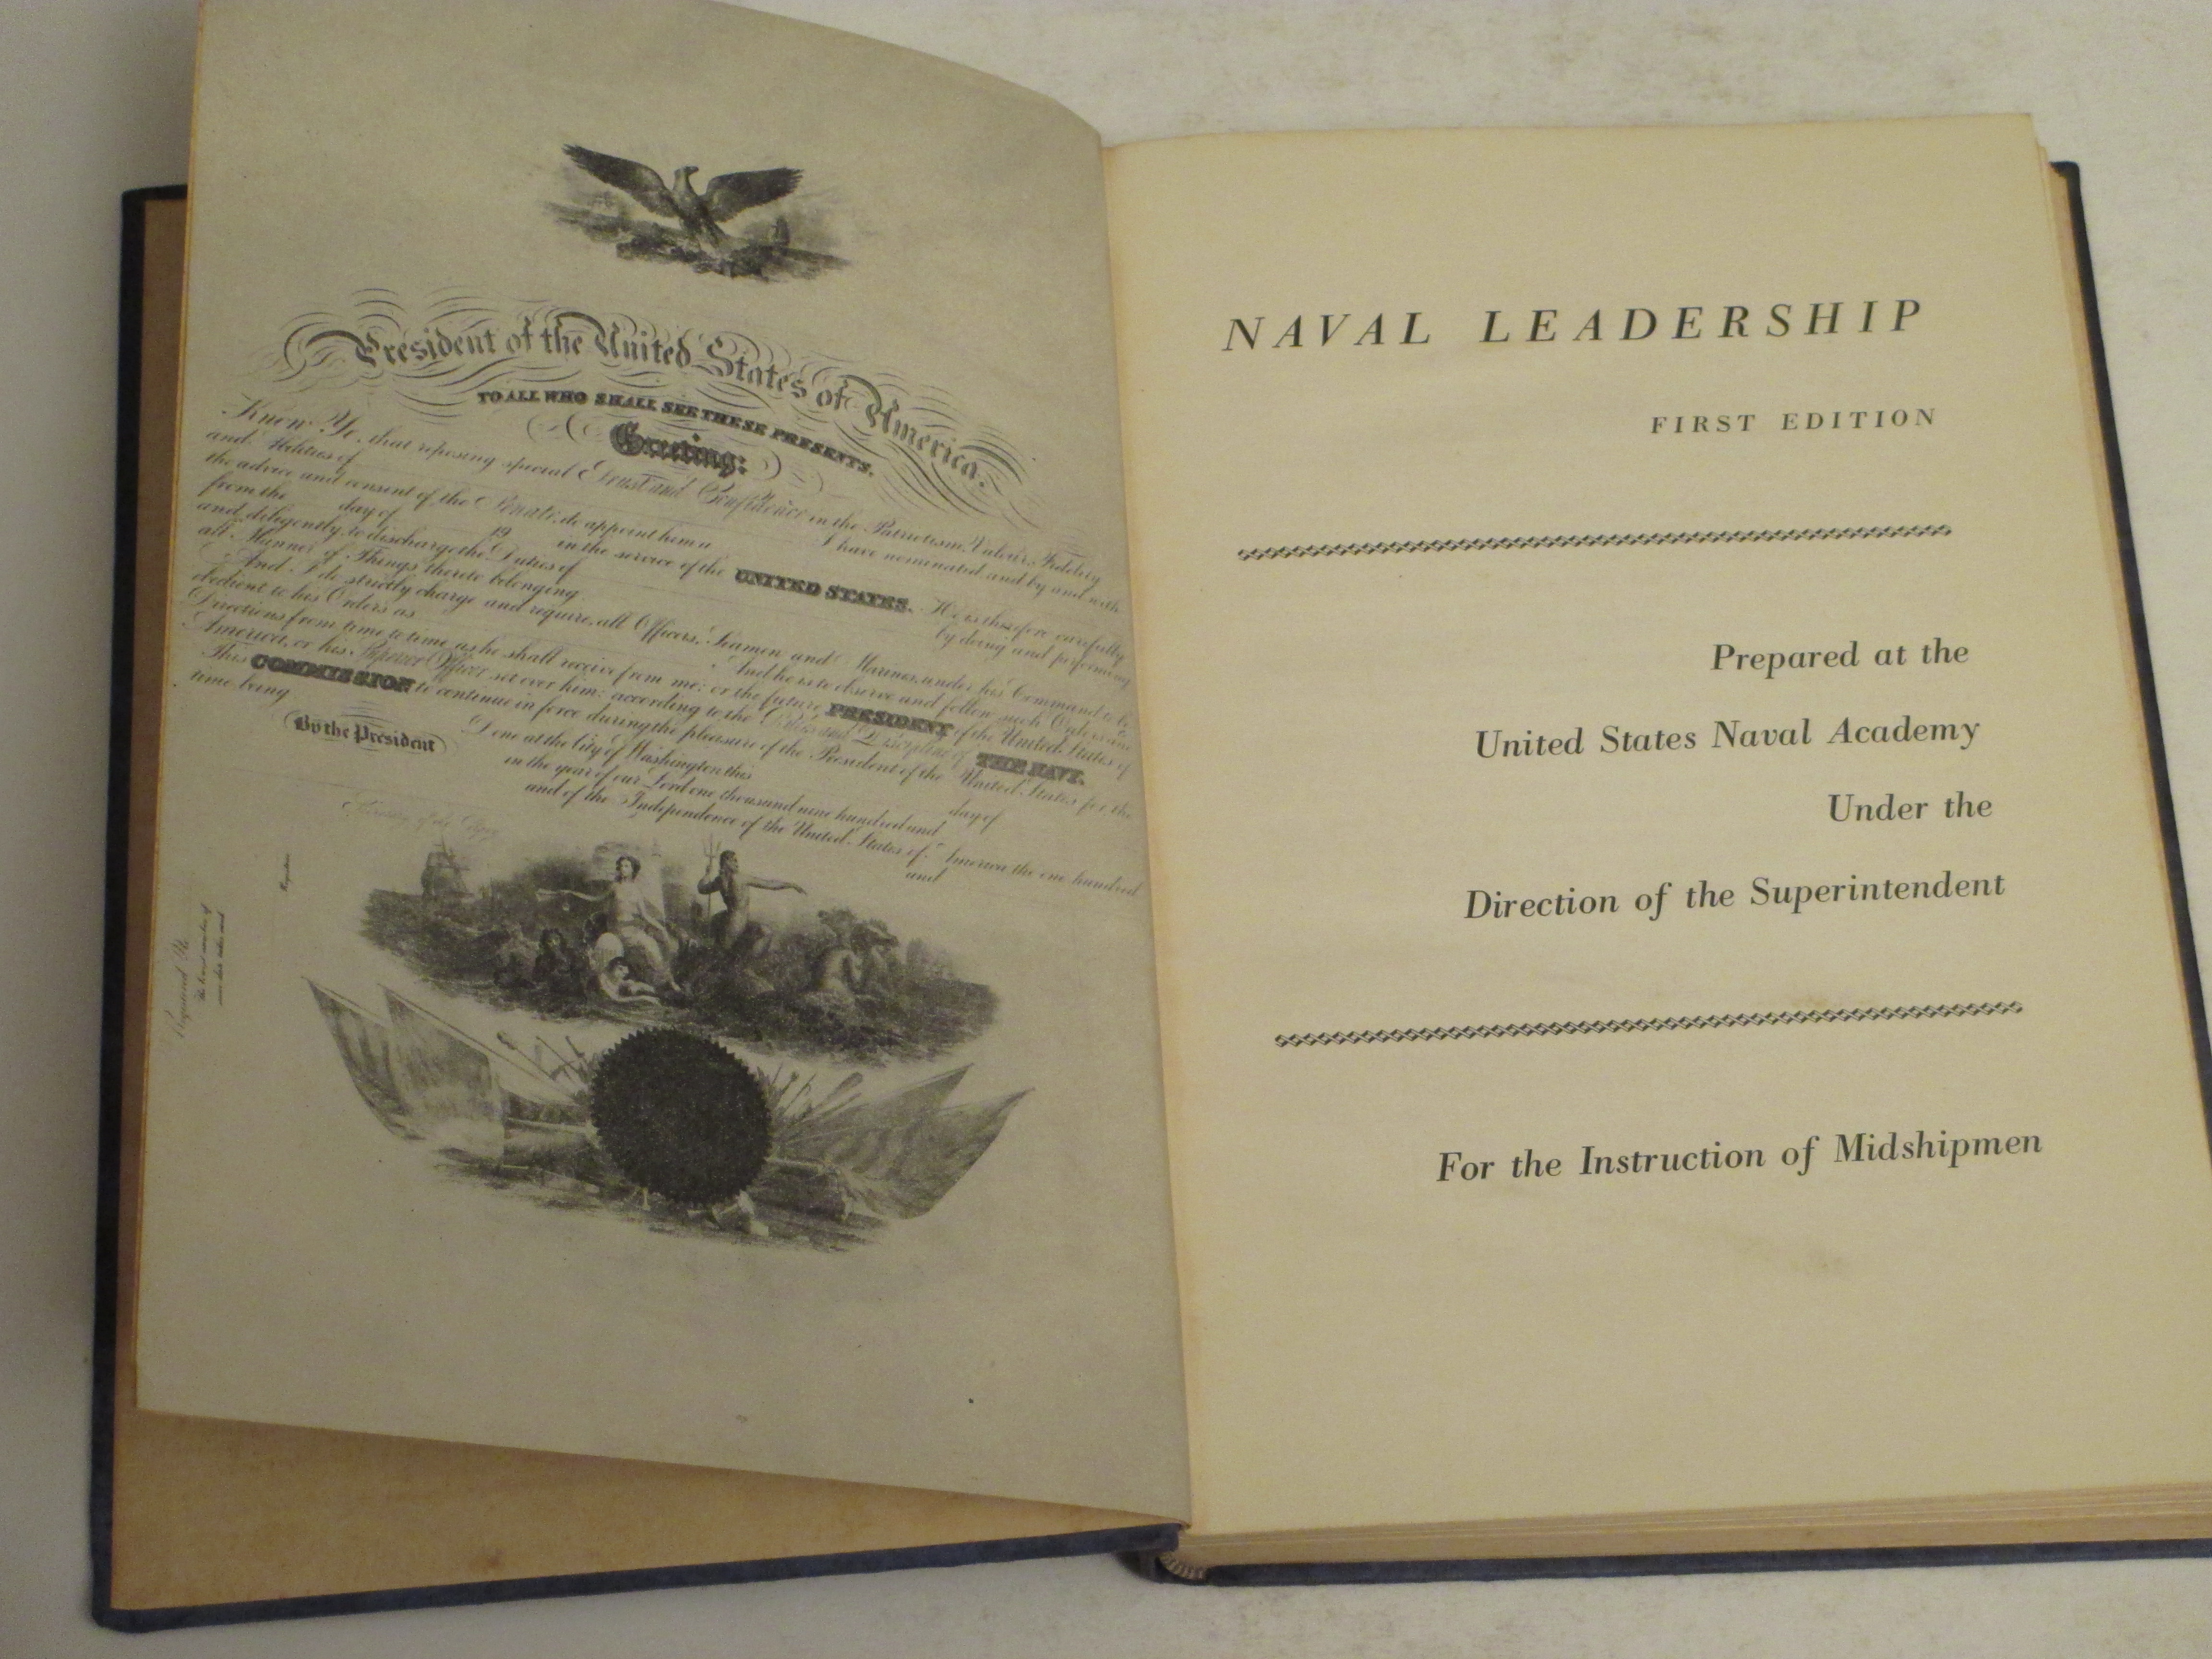 President of the United States of America.
TO ALL WHO SHALL SEE THESE PRESENTS,
Greeting:
Know Ye, that reposing special Trust and Confidence in the Patriotism, Valour, Fidelity
and Abilities of I have nominated and by and with
the advice and consent of the Senate, do appoint him a
from the day of 19 in the service of the UNITED STATES. He is therefore carefully
and diligently to discharge the Duties of by doing and performing
all Manner of Things thereto belonging.
And I do strictly charge and require, all Officers, Seamen and Marines, under his Command to be
obedient to his Orders as And he is to observe and follow such Orders and
Directions from time to time as he shall receive from me: or the future PRESIDENT of the United States of
America, or his Superior Officer set over him: according to the Rules and Discipline of THE NAVY.
This COMMISSION to continue in force during the pleasure of the President of the United States for the
time being
Done at the City of Washington this day of
in the year of our Lord one thousand nine hundred and
and of the Independence of the United States of America the one hundred
and
By the President
Secretary of the Navy
NAVAL LEADERSHIP
FIRST EDITION
Prepared at the
United States Naval Academy
Under the
Direction of the Superintendent
For the Instruction of Midshipmen